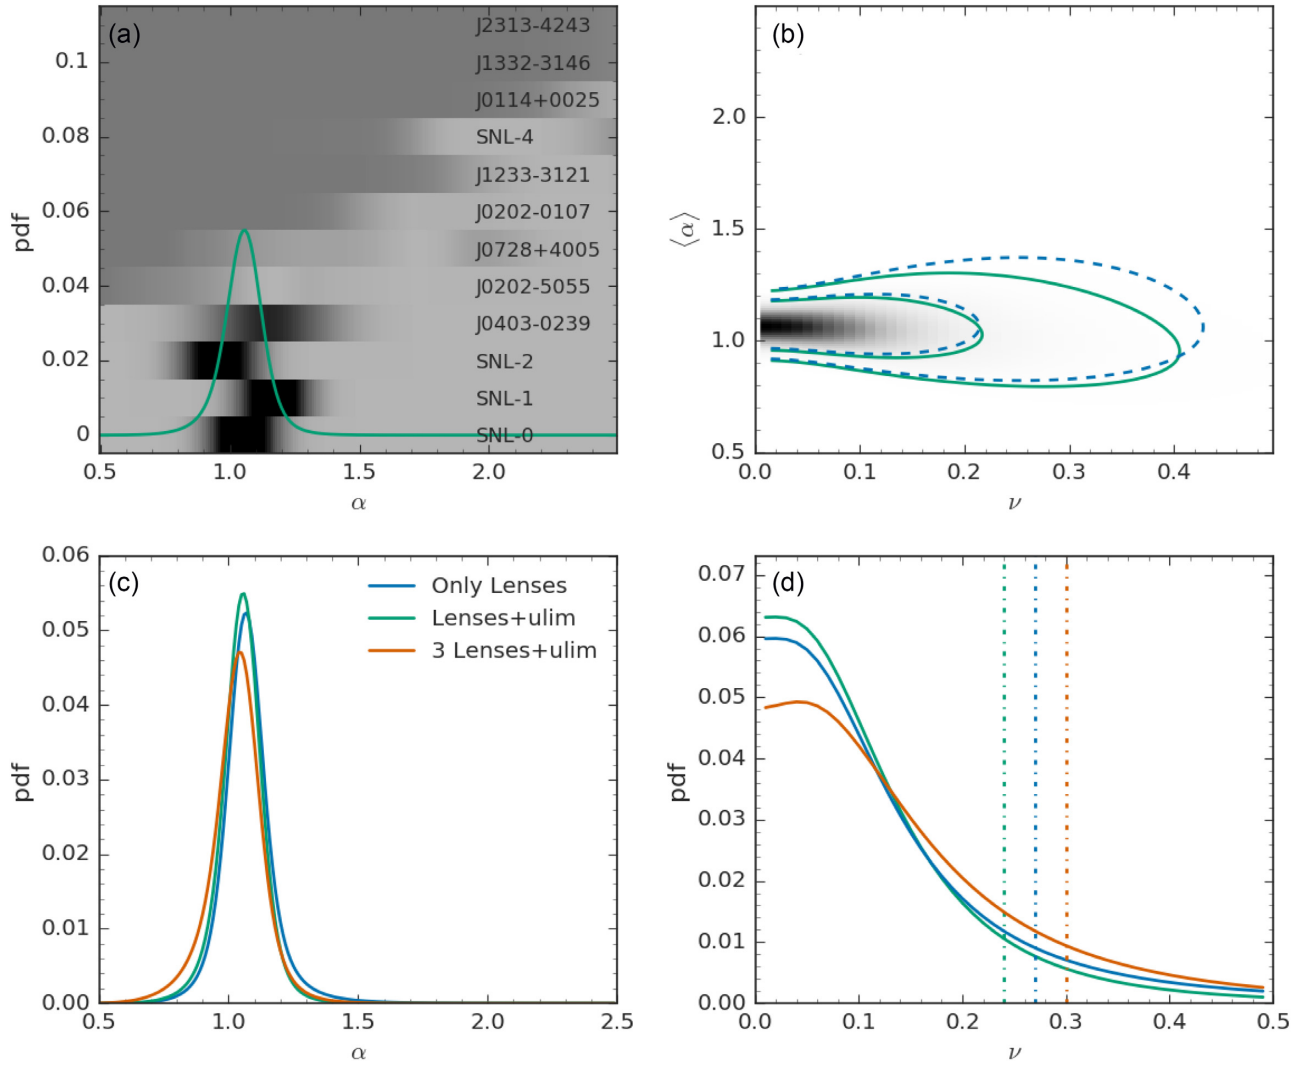 (a)
J2313-4243
J1332-3146
J0114+0025
SNL-4
J1233-3121
J0202-0107
J0728+4005
J0202-5055
J0403-0239
SNL-2
SNL-1
SNL-0
0.1
0.08
0.06
0.04
0.02
0
pdf
0.5 1.0 1.5 2.0
α
(b)
2.0
1.5
1.0
0.5
⟨α⟩
0.0 0.1 0.2 0.3 0.4
ν
(c)
Only Lenses
Lenses+ulim
3 Lenses+ulim
0.06
0.05
0.04
0.03
0.02
0.01
0.00
pdf
0.5 1.0 1.5 2.0 2.5
α
(d)
0.07
0.06
0.05
0.04
0.03
0.02
0.01
0.00
pdf
0.0 0.1 0.2 0.3 0.4 0.5
ν